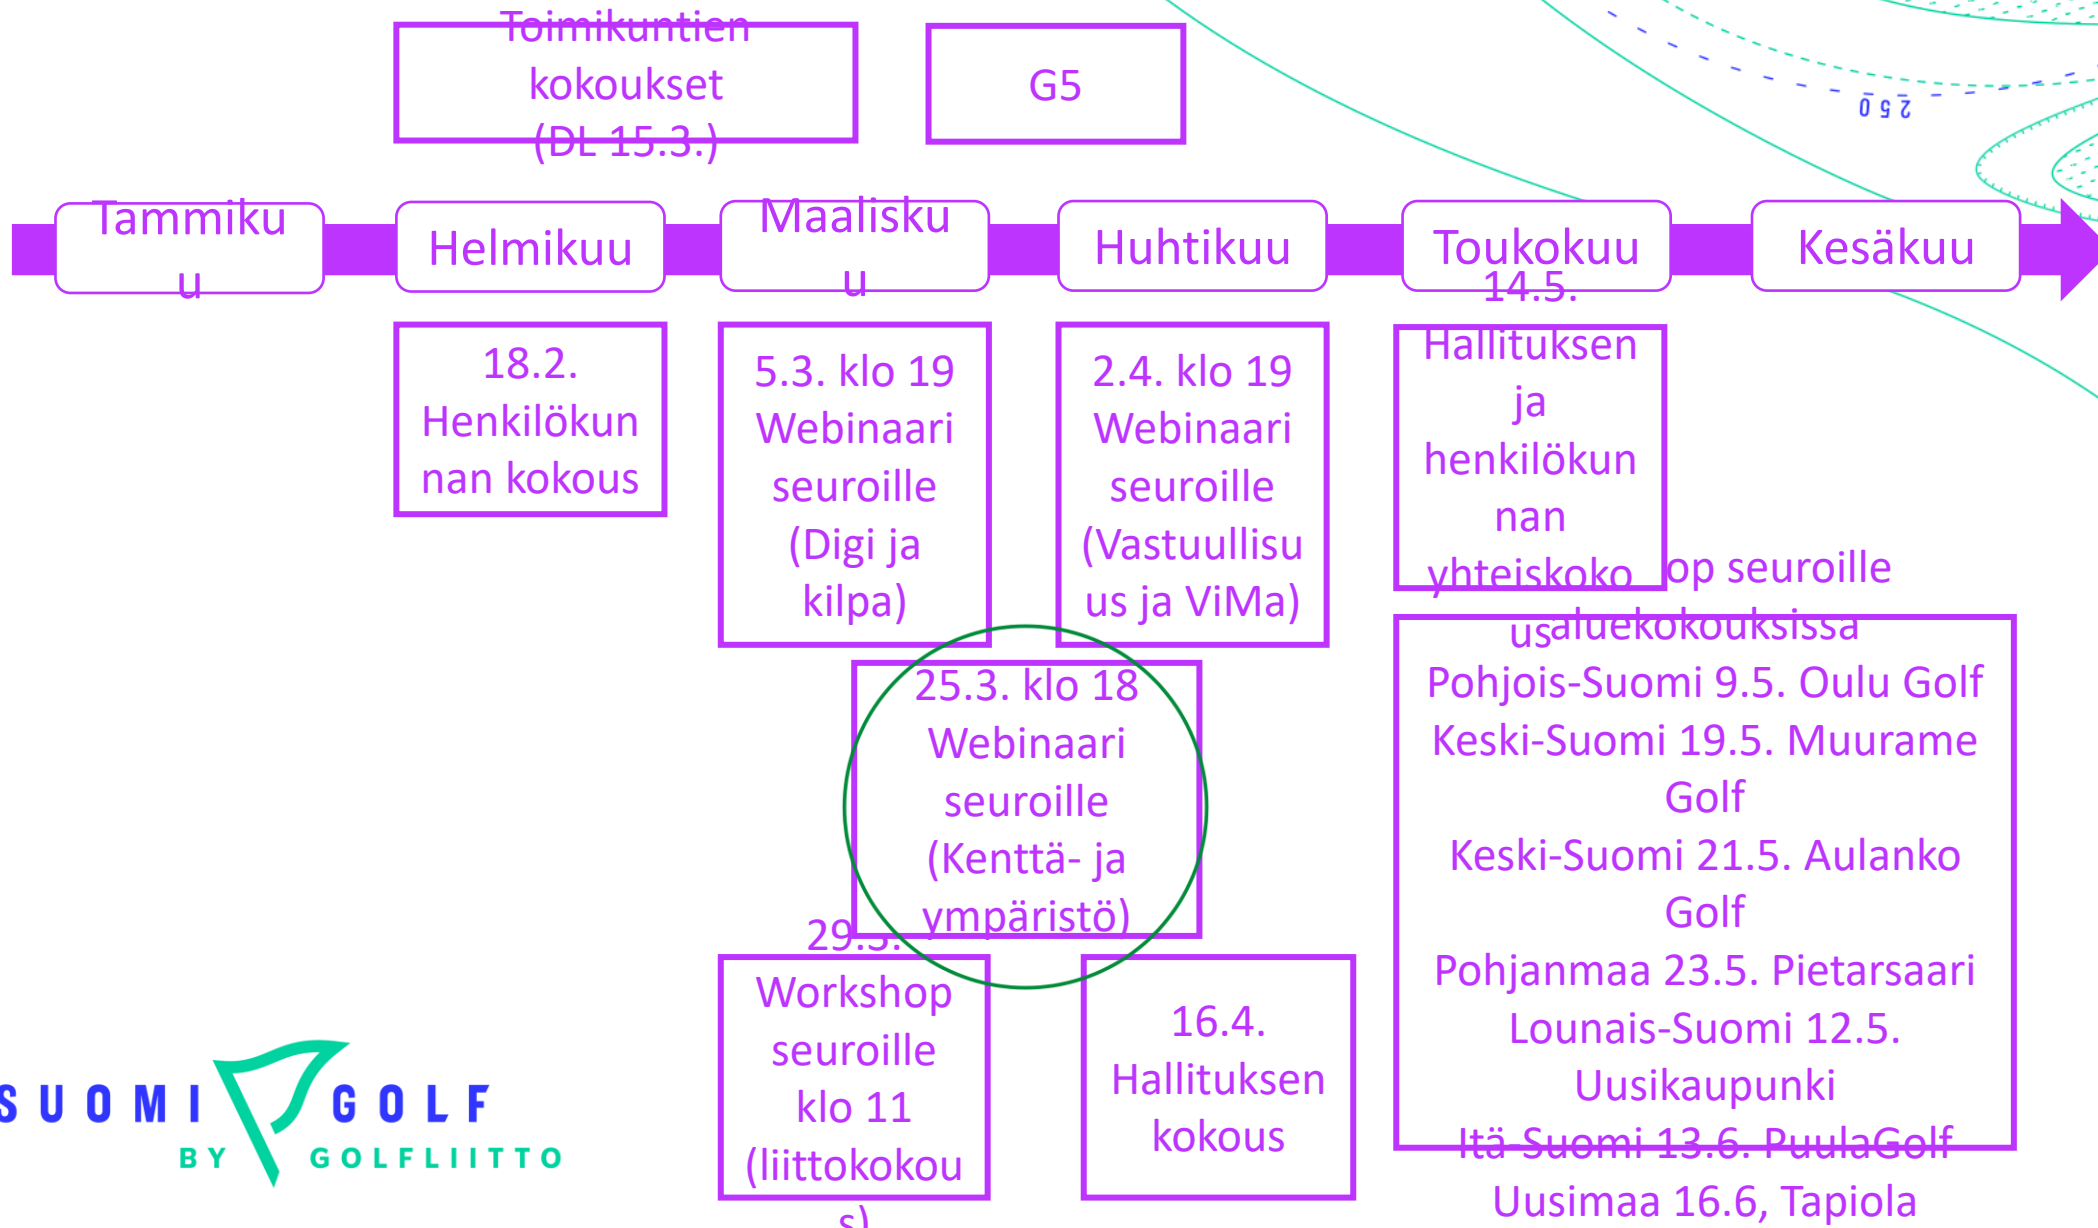 Toimikuntien
kokoukset
(DL 15.3.)
G5
250
Tammiku
u
Helmikuu
Maalisku
u
Huhtikuu
Toukokuu
Kesäkuu
18.2.
Henkilökun
nan kokous
5.3. klo 19
Webinaari
seuroille
(Digi ja
kilpa)
2.4. klo 19
Webinaari
seuroille
(Vastuullisu
us ja ViMa)
14.5.
Hallituksen
ja
henkilökun
nan
yhteiskoko
us
25.3. klo 18
Webinaari
seuroille
(Kenttä- ja
ympäristö)
29.3.
Workshop
seuroille
klo 11
(liittokokou
s)
16.4.
Hallituksen
kokous
op seuroille
aluekokouksissa
Pohjois-Suomi 9.5. Oulu Golf
Keski-Suomi 19.5. Muurame
Golf
Keski-Suomi 21.5. Aulanko
Golf
Pohjanmaa 23.5. Pietarsaari
Lounais-Suomi 12.5.
Uusikaupunki
Itä-Suomi 13.6. PuulaGolf
Uusimaa 16.6, Tapiola
SUOMI GOLF
BY GOLFLIITTO